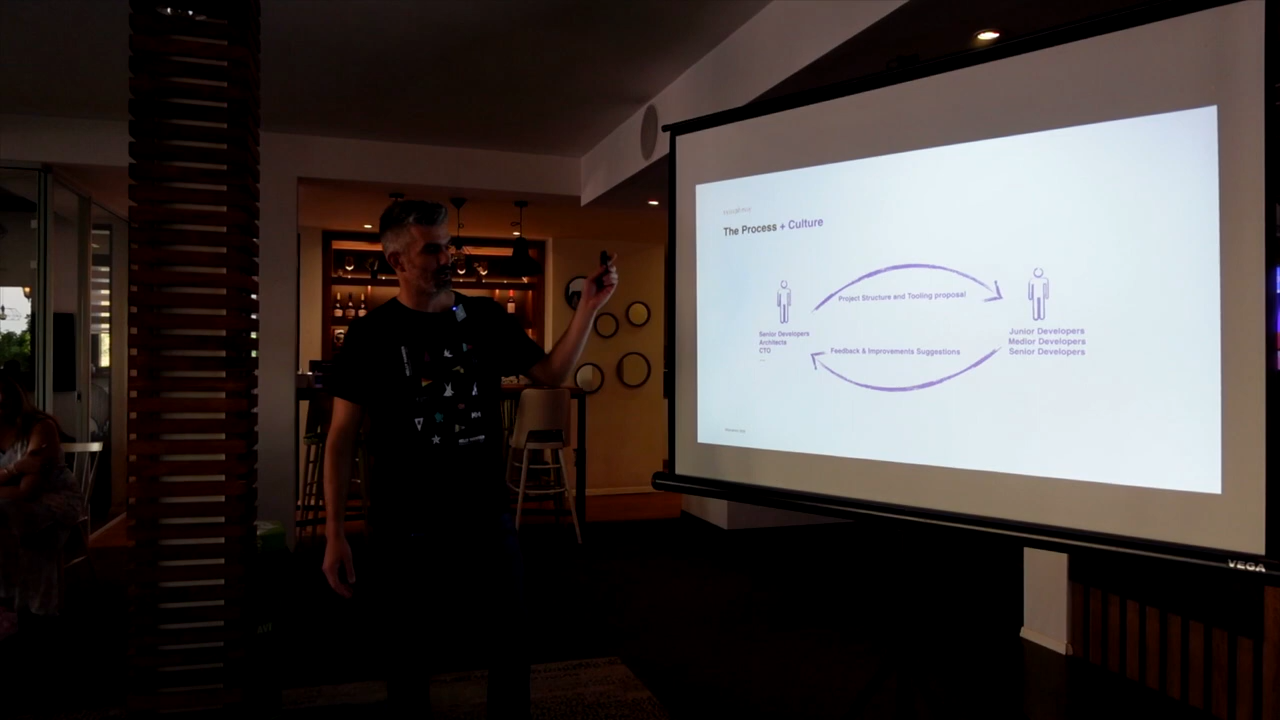 The Process + Culture
Project Structure and Tooling proposal
Senior Developers
Architects
CTO
...
Junior Developers
Medior Developers
Senior Developers
Feedback & Improvements Suggestions
VEGA